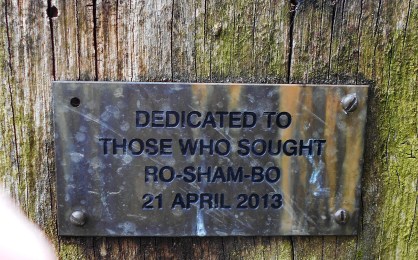 DEDICATED TO
THOSE WHO SOUGHT
RO-SHAM-BO
21 APRIL 2013